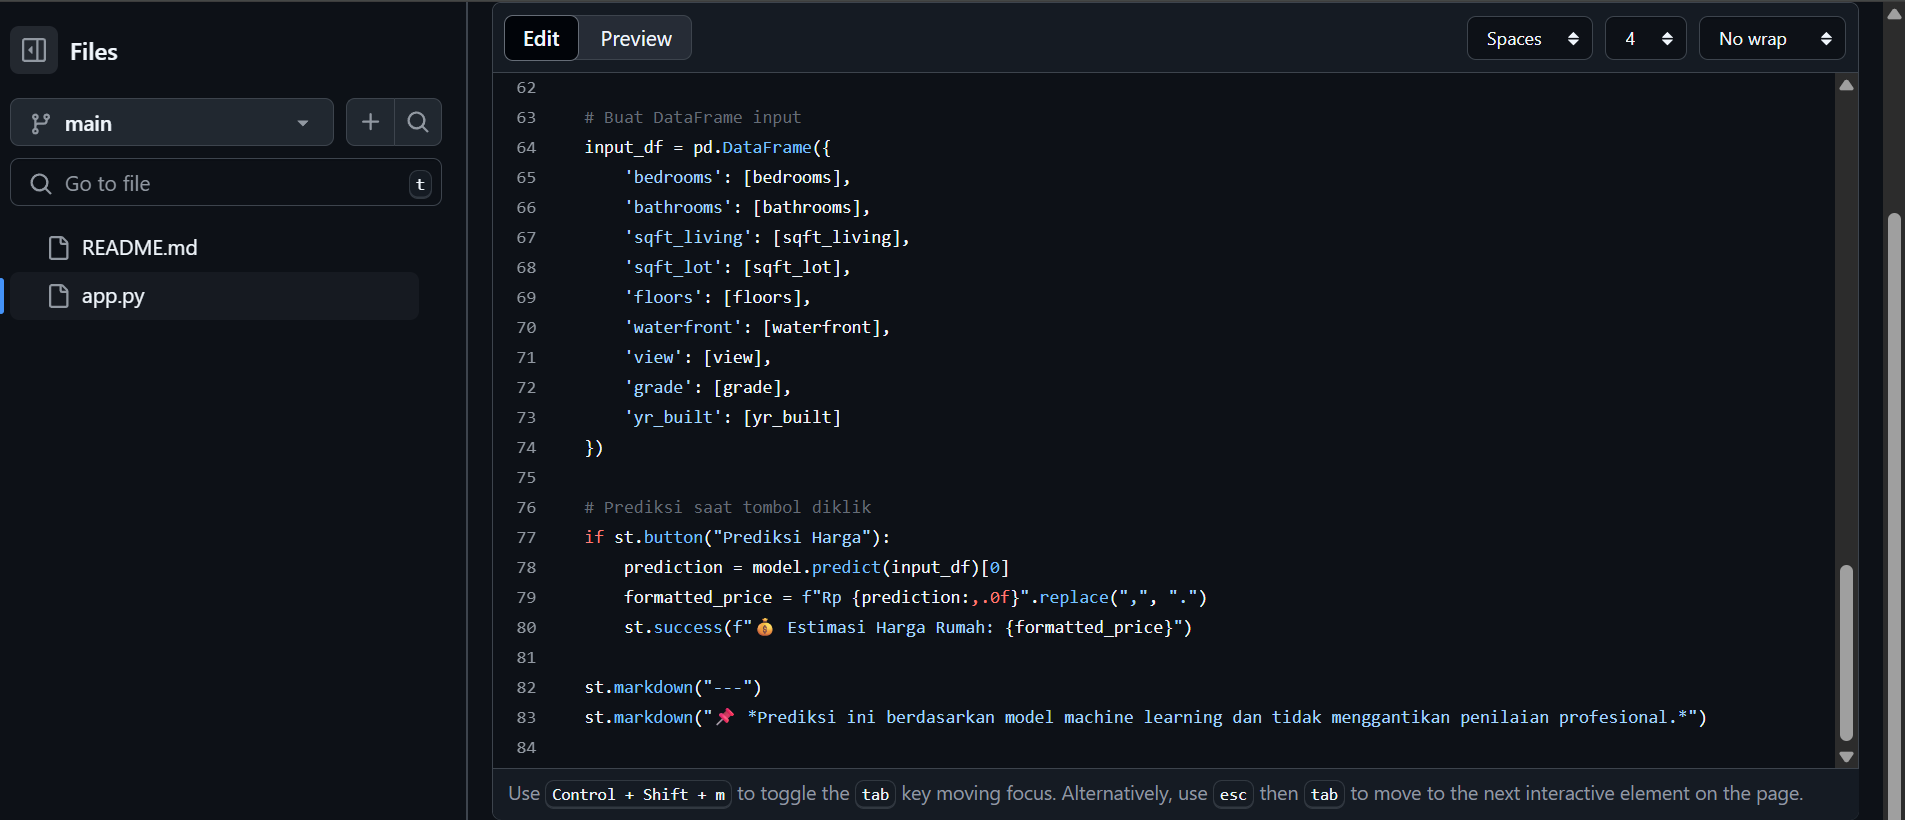 Files
main
Go to file
t
README.md
app.py
Edit
Preview
Spaces
4
No wrap
62
63 # Buat DataFrame input
64 input_df = pd.DataFrame({
65     'bedrooms': [bedrooms],
66     'bathrooms': [bathrooms],
67     'sqft_living': [sqft_living],
68     'sqft_lot': [sqft_lot],
69     'floors': [floors],
70     'waterfront': [waterfront],
71     'view': [view],
72     'grade': [grade],
73     'yr_built': [yr_built]
74 })
75
76 # Prediksi saat tombol diklik
77 if st.button("Prediksi Harga"):
78     prediction = model.predict(input_df)[0]
79     formatted_price = f"Rp {prediction:,.0f}".replace(",", ".")
80     st.success(f"💰 Estimasi Harga Rumah: {formatted_price}")
81
82 st.markdown("---")
83 st.markdown("📌 *Prediksi ini berdasarkan model machine learning dan tidak menggantikan penilaian profesional.*")
84
Use Control + Shift + m to toggle the tab key moving focus. Alternatively, use esc then tab to move to the next interactive element on the page.